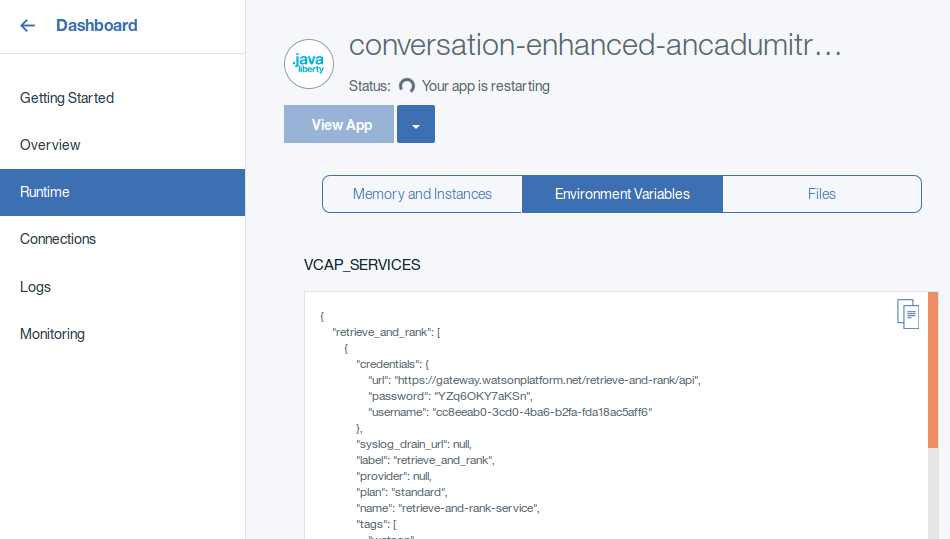 Dashboard
Getting Started
Overview
Runtime
Connections
Logs
Monitoring
java
liberty
conversation-enhanced-ancadumitr…
Status: Your app is restarting
View App
Memory and Instances
Environment Variables
Files
VCAP_SERVICES
{
"retrieve_and_rank": [
{
"credentials": {
"url": "https://gateway.watsonplatform.net/retrieve-and-rank/api",
"password": "YZq6OKY7aKSn",
"username": "cc8eeab0-3cd0-4ba6-b2fa-fda18ac5aff6"
},
"syslog_drain_url": null,
"label": "retrieve_and_rank",
"provider": null,
"plan": "standard",
"name": "retrieve-and-rank-service",
"tags": [
"watson",